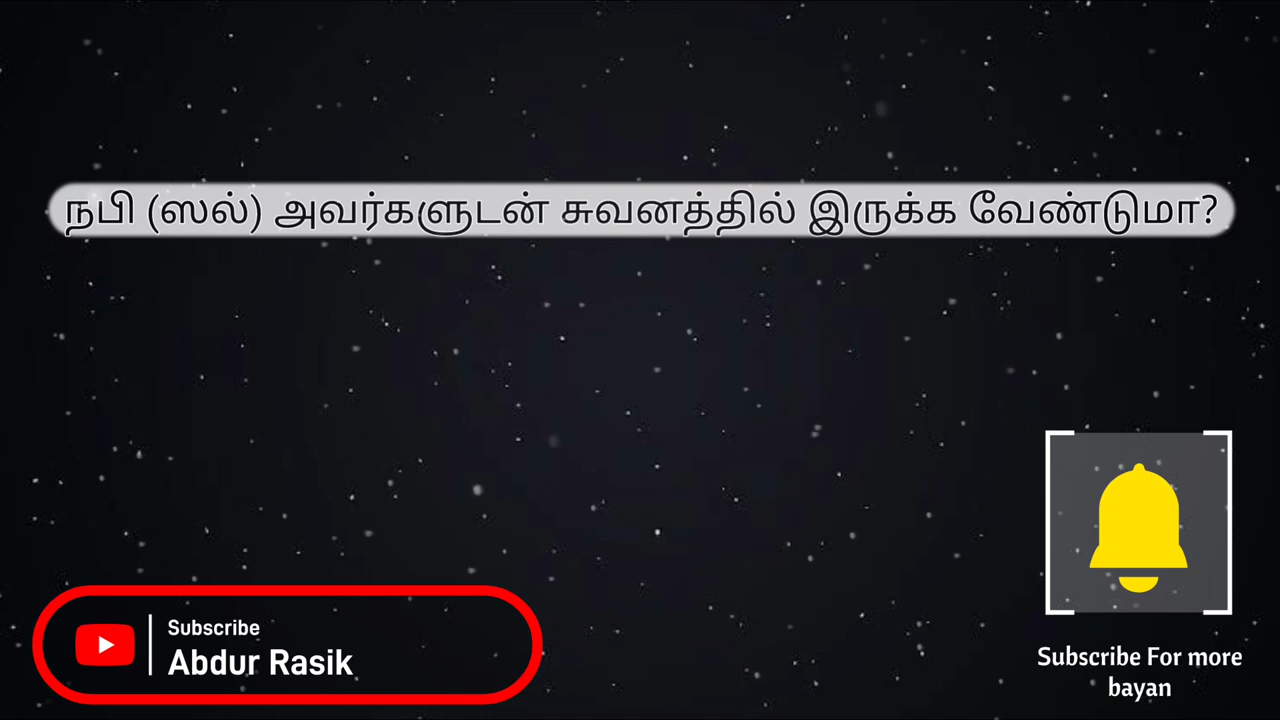 நபி (ஸல்) அவர்களுடன் சுவனத்தில் இருக்க வேண்டுமா?
Subscribe
Abdur Rasik
Subscribe For more
bayan